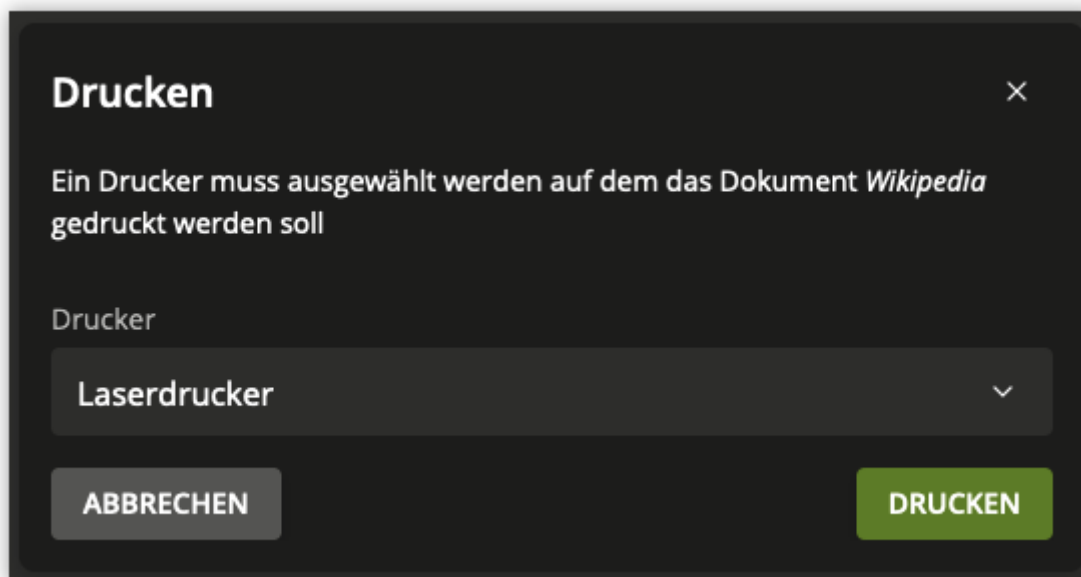 Drucken
Ein Drucker muss ausgewählt werden auf dem das Dokument Wikipedia
gedruckt werden soll
Drucker
Laserdrucker
ABBRECHEN
DRUCKEN